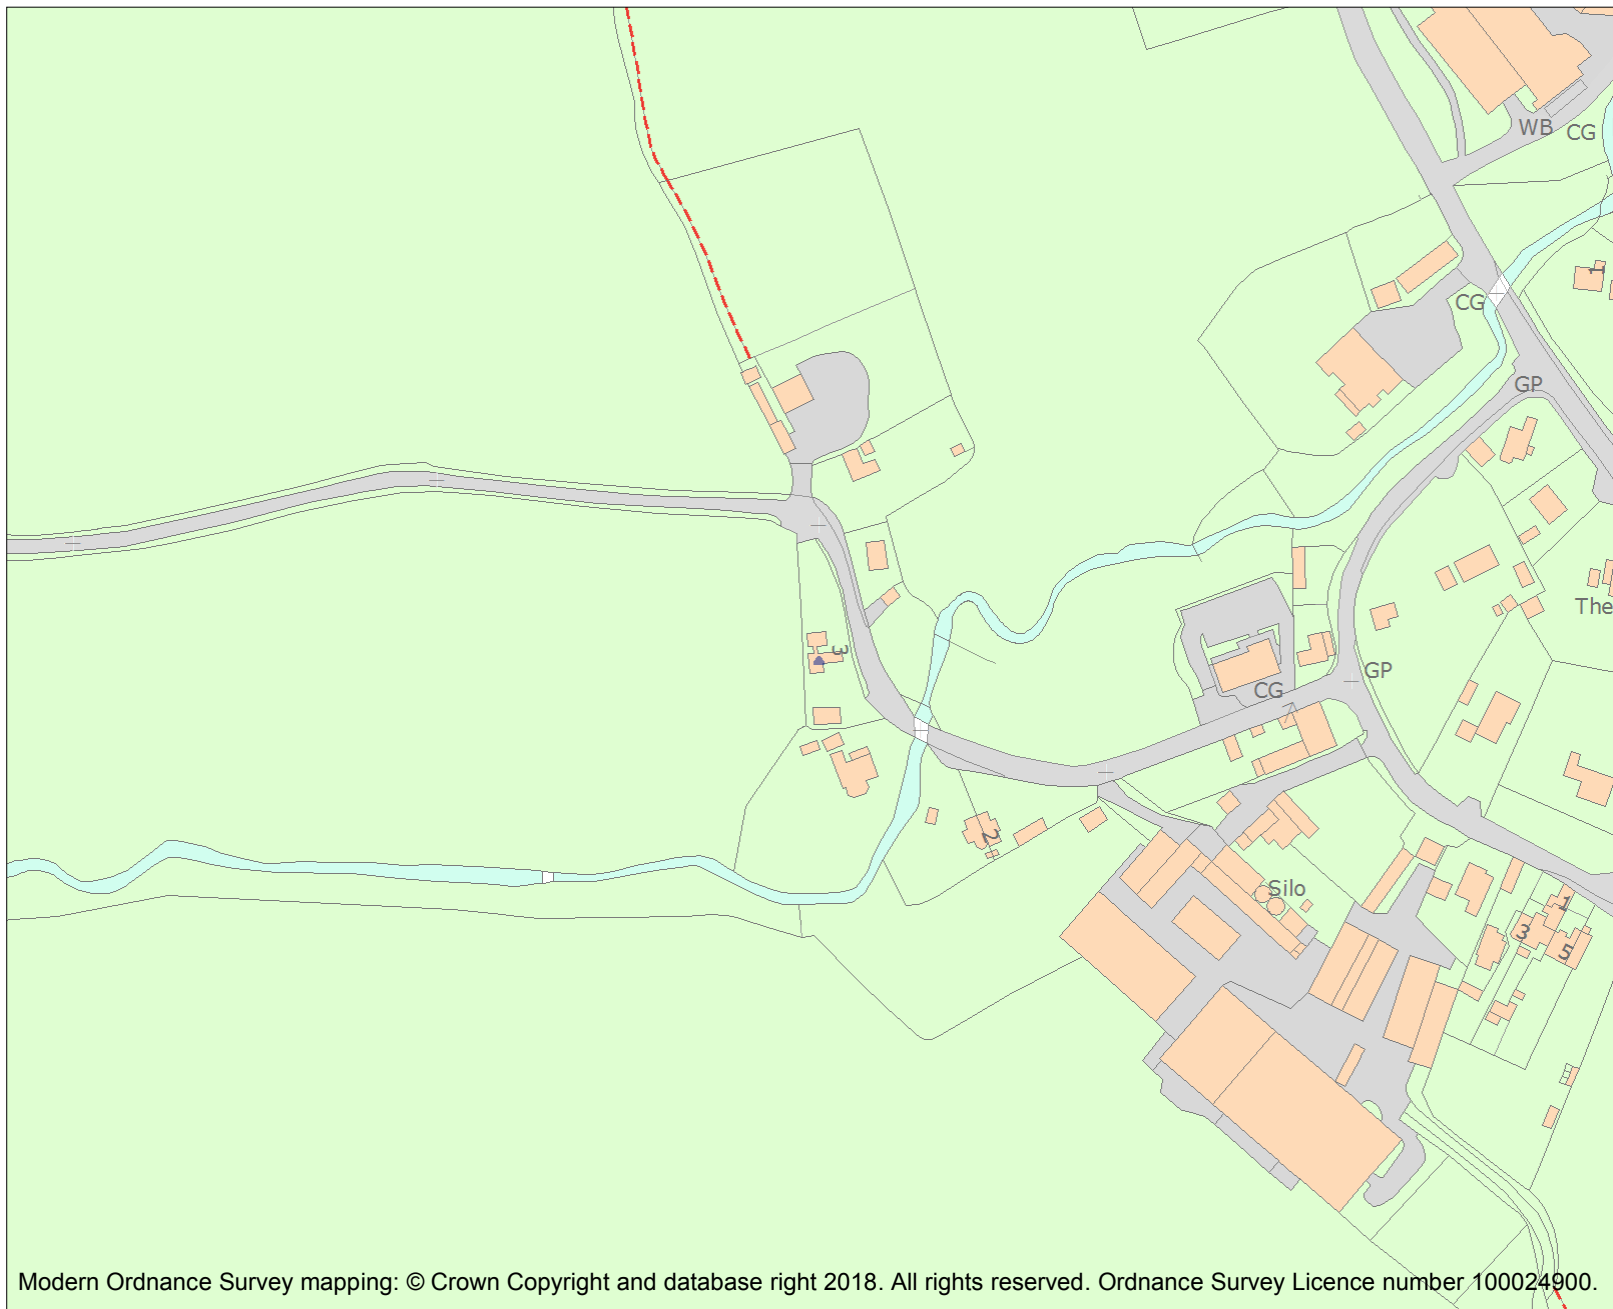 WB
CG
1
CG
GP
The
3
GP
CG
2
Silo
1
3
5
Modern Ordnance Survey mapping: © Crown Copyright and database right 2018. All rights reserved. Ordnance Survey Licence number 100024900.